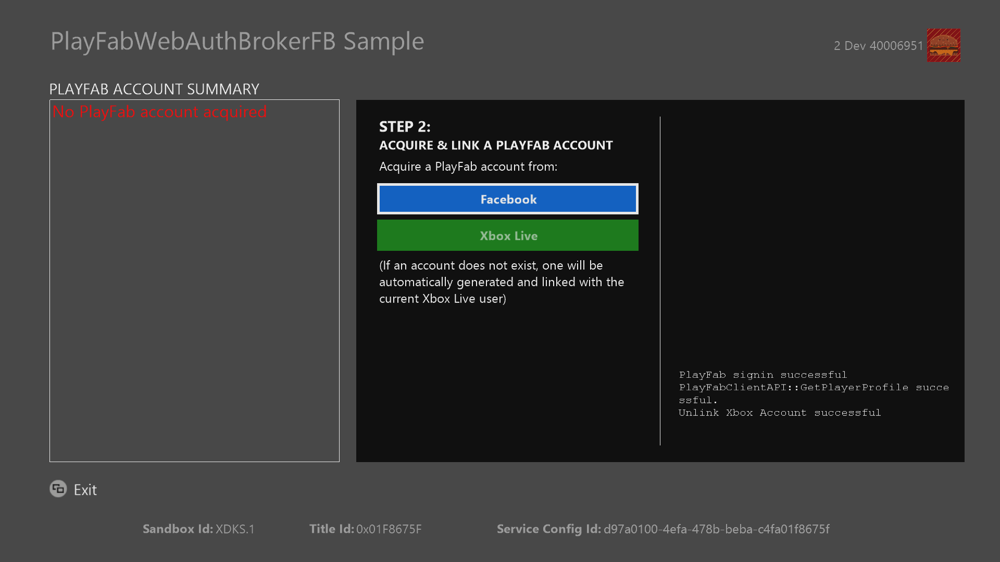 PlayFabWebAuthBrokerFB Sample
2 Dev 40006951
PLAYFAB ACCOUNT SUMMARY
No PlayFab account acquired
STEP 2:
ACQUIRE & LINK A PLAYFAB ACCOUNT
Acquire a PlayFab account from:
Facebook
Xbox Live
(If an account does not exist, one will be
automatically generated and linked with the
current Xbox Live user)
PlayFab signin successful
PlayFabClientAPI::GetPlayerProfile succe
ssful.
Unlink Xbox Account successful
Exit
Sandbox Id: XDKS.1
Title Id: 0x01F8675F
Service Config Id: d97a0100-4efa-478b-beba-c4fa01f8675f